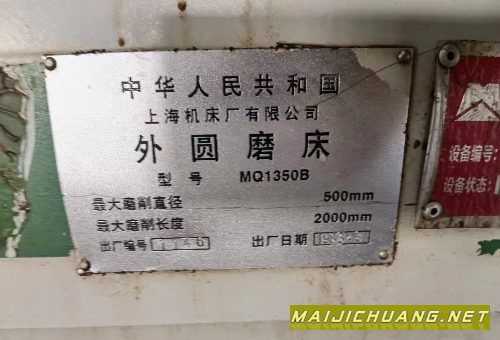 中华人民共和国
上海机床厂有限公司
外圆磨床
型号 MQ1350B
最大磨削直径 500mm
最大磨削长度 2000mm
出厂编号
出厂日期
设备编号:
设备状态:
MAIJICHUANG.NET